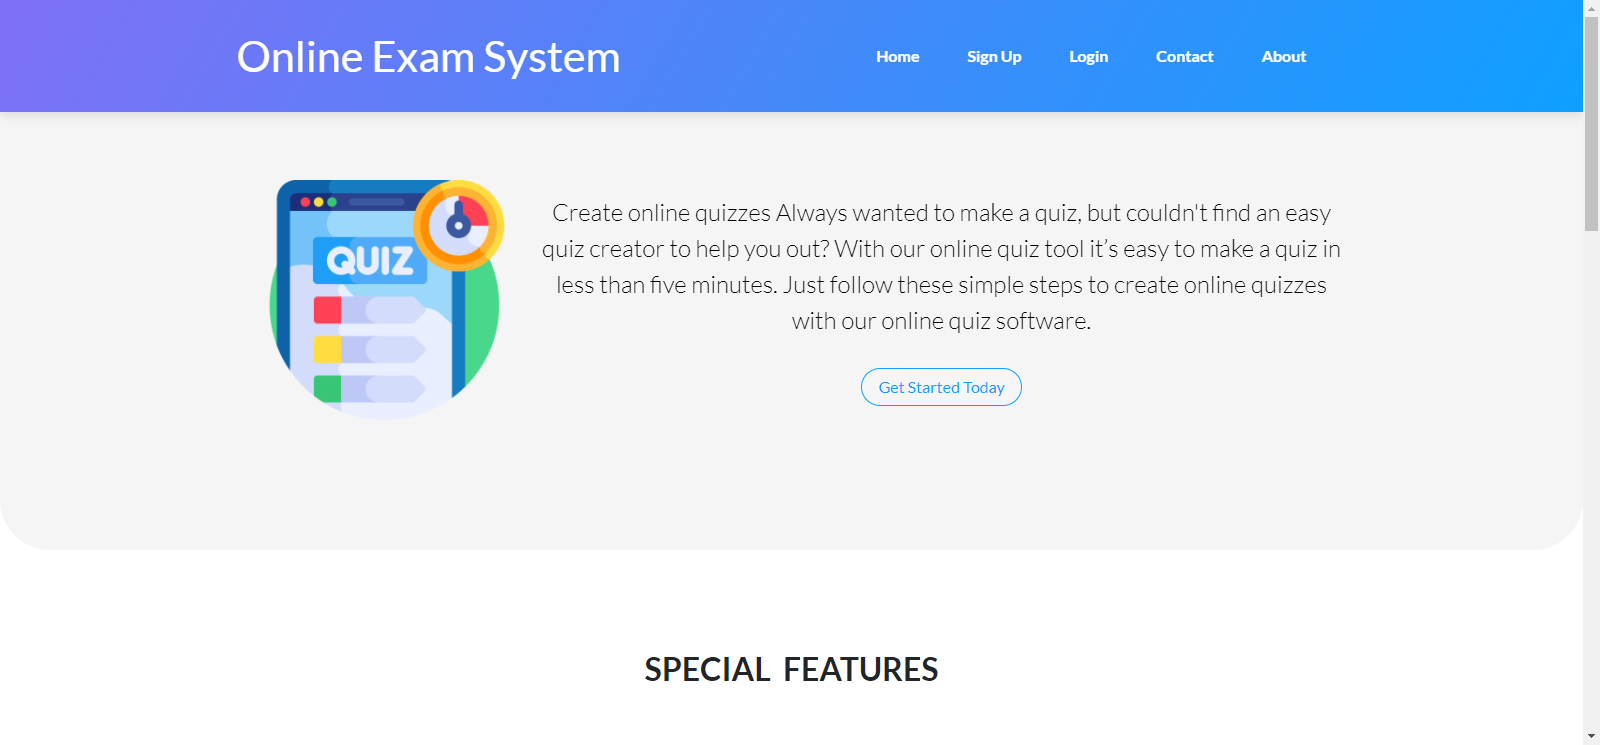 Online Exam System
Home
Sign Up
Login
Contact
About
QUIZ
Create online quizzes Always wanted to make a quiz, but couldn't find an easy
quiz creator to help you out? With our online quiz tool it’s easy to make a quiz in
less than five minutes. Just follow these simple steps to create online quizzes
with our online quiz software.
Get Started Today
SPECIAL FEATURES